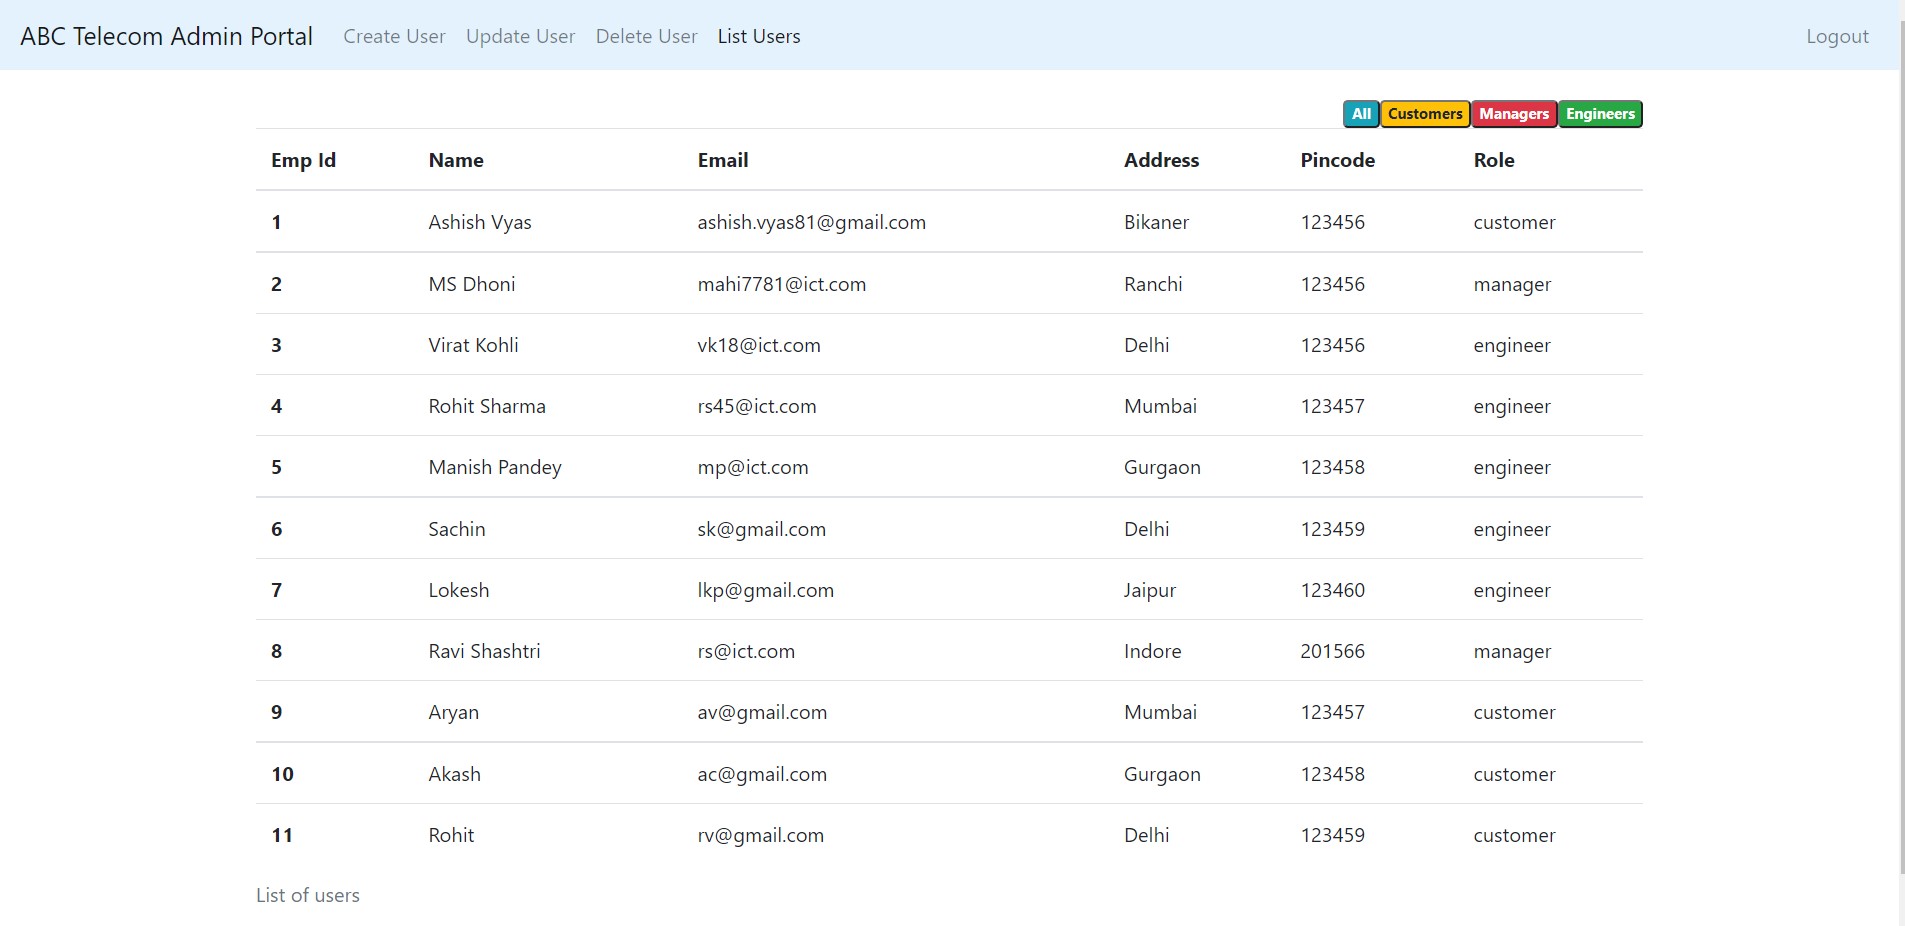 ABC Telecom Admin Portal Create User Update User Delete User List Users Logout
All Customers Managers Engineers
Emp Id Name Email Address Pincode Role
1 Ashish Vyas ashish.vyas81@gmail.com Bikaner 123456 customer
2 MS Dhoni mahi7781@ict.com Ranchi 123456 manager
3 Virat Kohli vk18@ict.com Delhi 123456 engineer
4 Rohit Sharma rs45@ict.com Mumbai 123457 engineer
5 Manish Pandey mp@ict.com Gurgaon 123458 engineer
6 Sachin sk@gmail.com Delhi 123459 engineer
7 Lokesh lkp@gmail.com Jaipur 123460 engineer
8 Ravi Shashtri rs@ict.com Indore 201566 manager
9 Aryan av@gmail.com Mumbai 123457 customer
10 Akash ac@gmail.com Gurgaon 123458 customer
11 Rohit rv@gmail.com Delhi 123459 customer
List of users